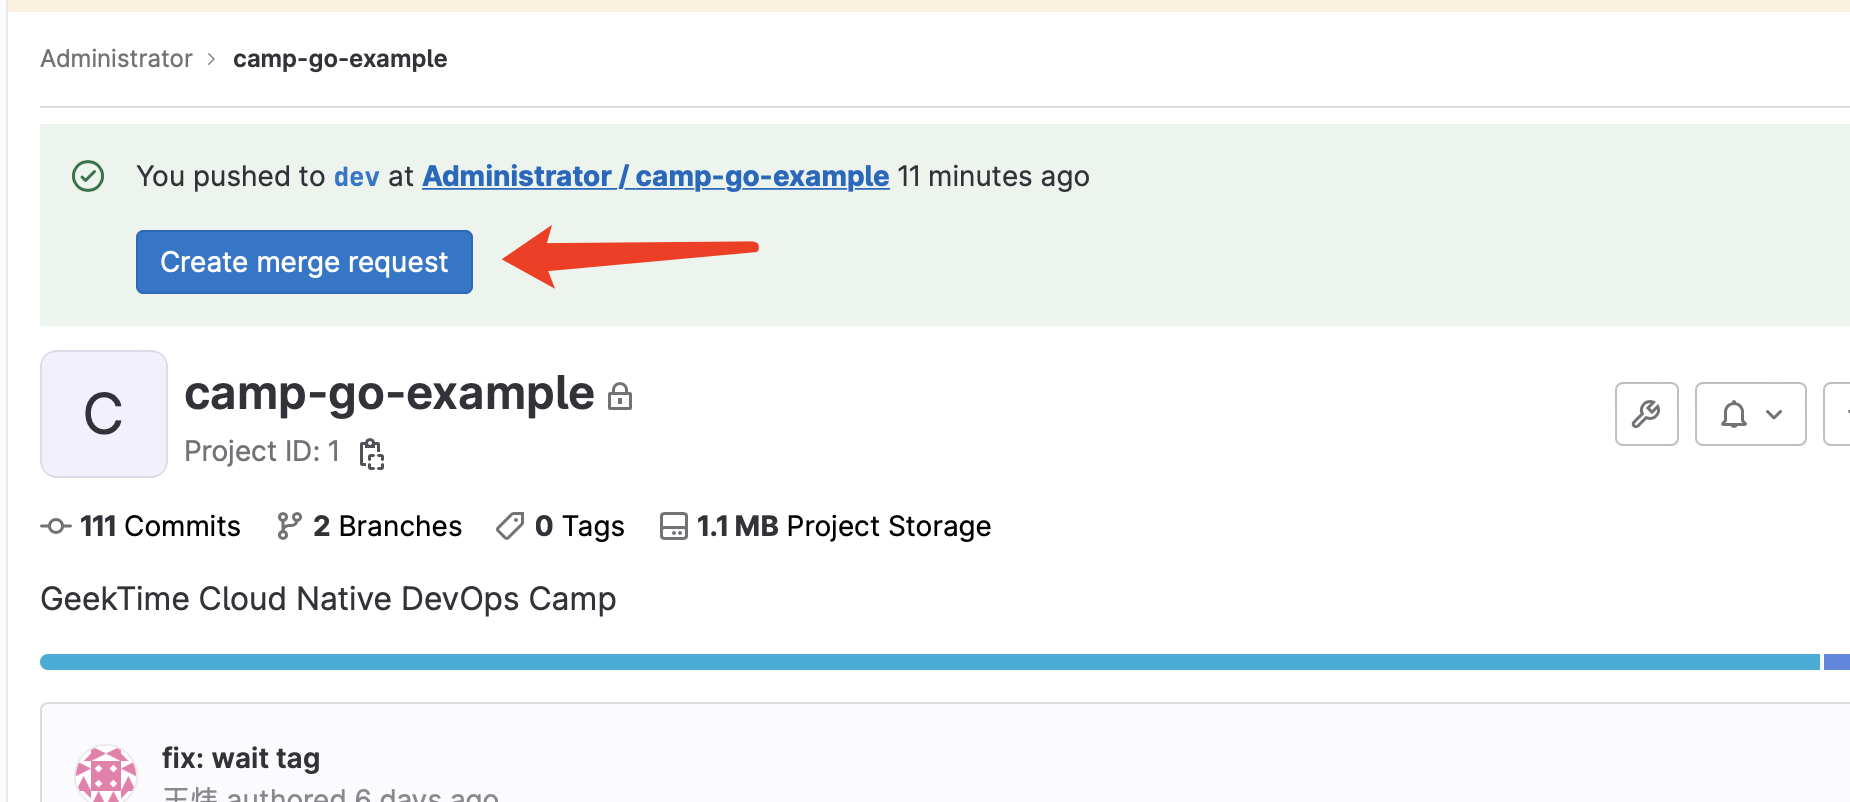 Administrator > camp-go-example
You pushed to dev at Administrator / camp-go-example 11 minutes ago
Create merge request
C
camp-go-example
Project ID: 1
111 Commits 2 Branches 0 Tags 1.1 MB Project Storage
GeekTime Cloud Native DevOps Camp
fix: wait tag
王炜 authored 6 days ago